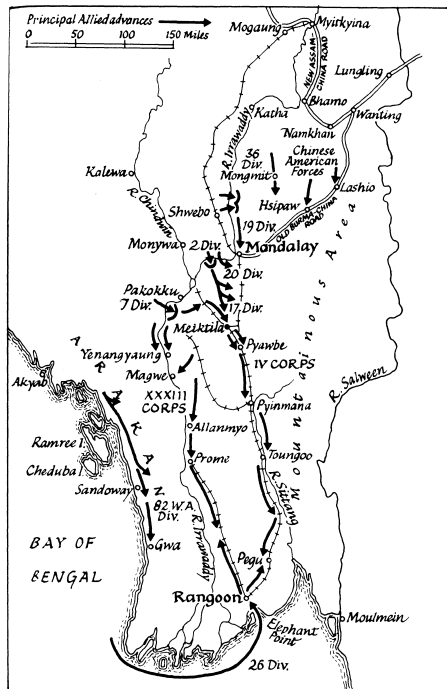 Principal Allied advances
0 50 100 150 Miles
Mogaung
Myitkyina
NEW ASSAM
CHINA ROAD
Lungling
Bhamo
Wanting
Katha
Namkhan
R. Irrawaddy
36
Div.
Mongmit
Chinese
American
Forces
Kalewa
R. Chindwin
Lashio
Hsipaw
Shwebo
19 Div.
OLD BURMA CHINA
ROAD
Monywa
2 Div.
Mandalay
20 Div.
Pakokku
7 Div.
17 Div.
Meiktila
Pyawbe
Yenangyaung
IV CORPS
Magwe
Mountainous Area
R. Salween
Akyab
ARAKAN
XXXIII
CORPS
Pyinmana
Allanmyo
Ramree I.
Cheduba I.
Prome
Toungoo
Sandoway
R. Sittang
82 W.A.
Div.
R. Irrawaddy
Gwa
BAY OF
BENGAL
Pegu
Rangoon
Elephant
Point
Moulmein
26 Div.